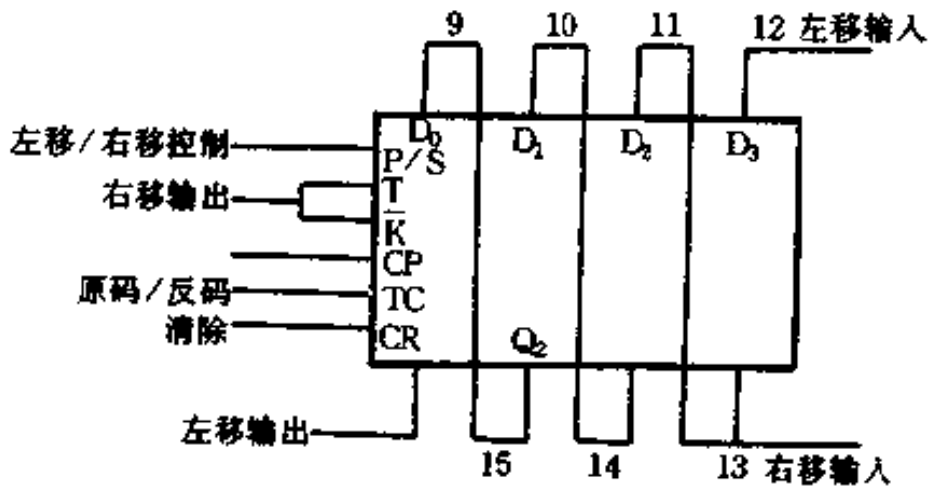 9
10
11
12 左移输入
D₀
D₁
D₂
D₃
左移/右移控制
P/S
右移输出
T
K̅
CP
原码/反码
TC
清除
CR
Q₂
左移输出
15
14
13 右移输入